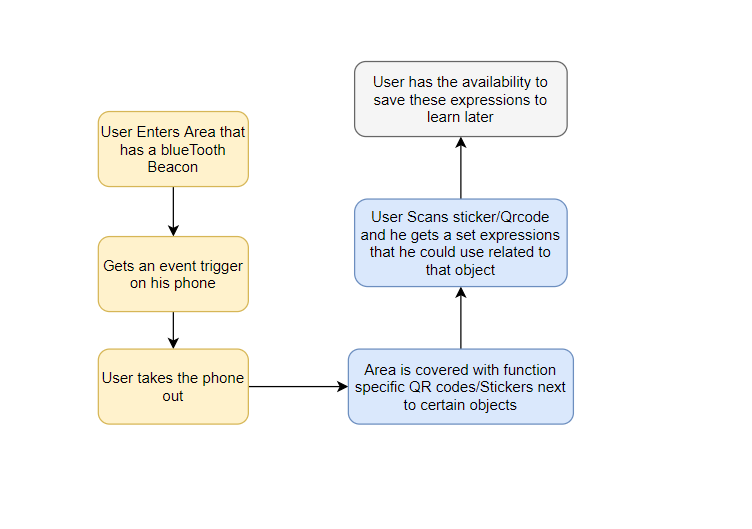 User Enters Area that
has a blueTooth
Beacon
Gets an event trigger
on his phone
User takes the phone
out
Area is covered with function
specific QR codes/Stickers next
to certain objects
User Scans sticker/Qrcode
and he gets a set expressions
that he could use related to
that object
User has the availability to
save these expressions to
learn later